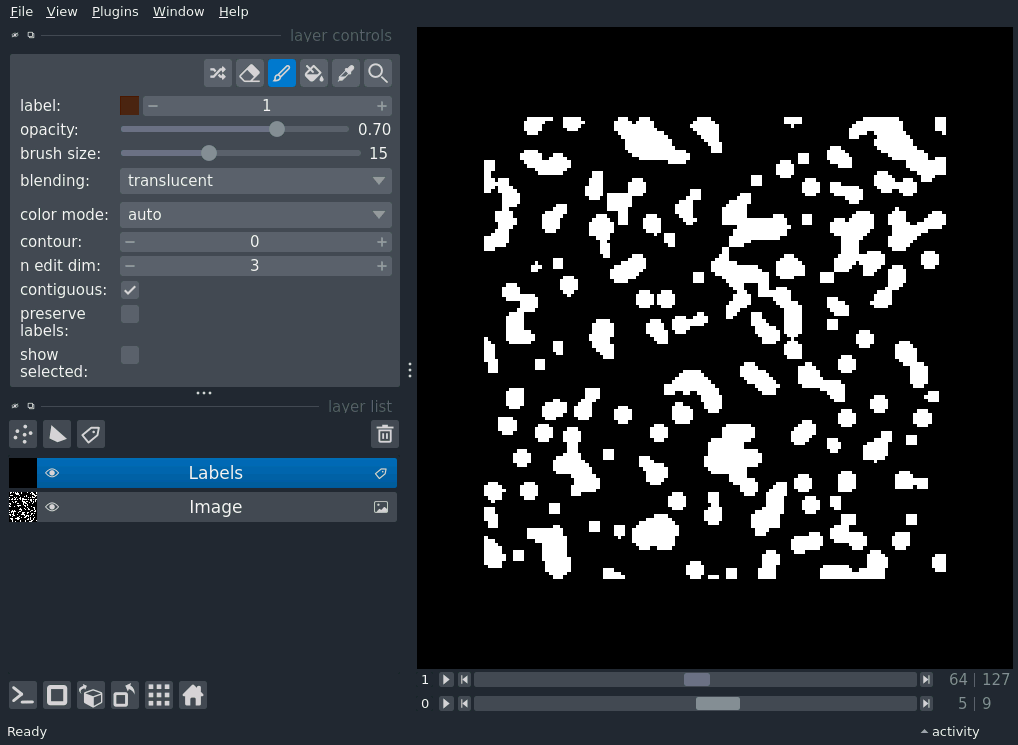 File View Plugins Window Help
layer controls
label: 1
opacity: 0.70
brush size: 15
blending: translucent
color mode: auto
contour: 0
n edit dim: 3
contiguous:
preserve
labels:
show
selected:
layer list
Labels
Image
1 64 | 127
0 5 | 9
Ready activity